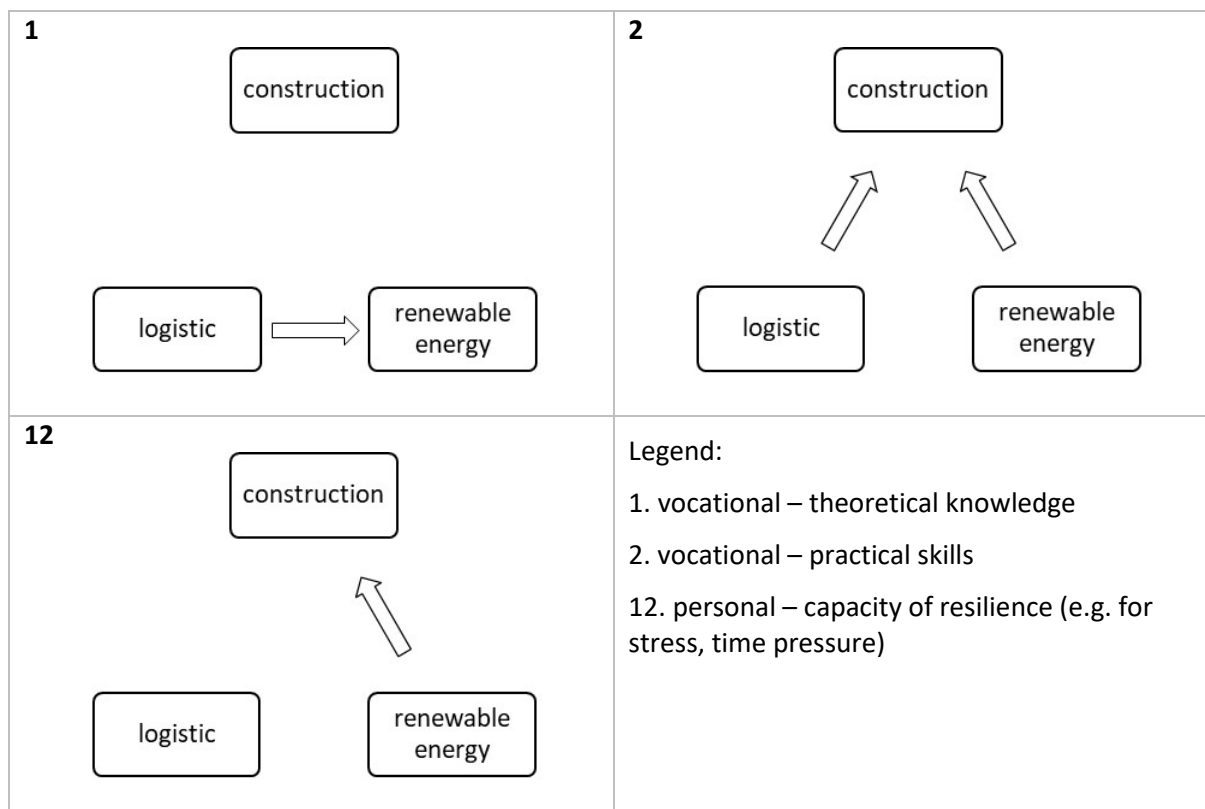 1
construction
logistic
renewable
energy
2
construction
logistic
renewable
energy
12
construction
logistic
renewable
energy
Legend:
1. vocational – theoretical knowledge
2. vocational – practical skills
12. personal – capacity of resilience (e.g. for
stress, time pressure)